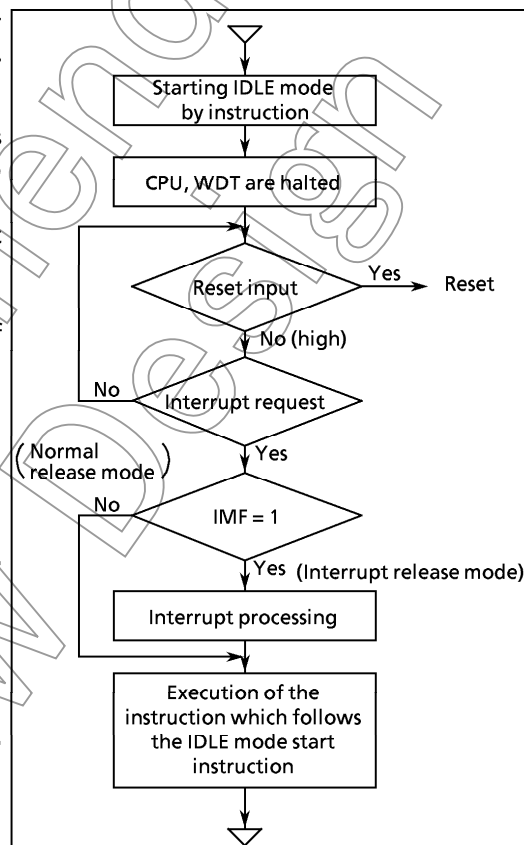 Starting IDLE mode
by instruction
CPU, WDT are halted
Reset input
Yes
Reset
No (high)
No
Interrupt request
Yes
(Normal
release mode)
No
IMF = 1
Yes (Interrupt release mode)
Interrupt processing
Execution of the
instruction which follows
the IDLE mode start
instruction